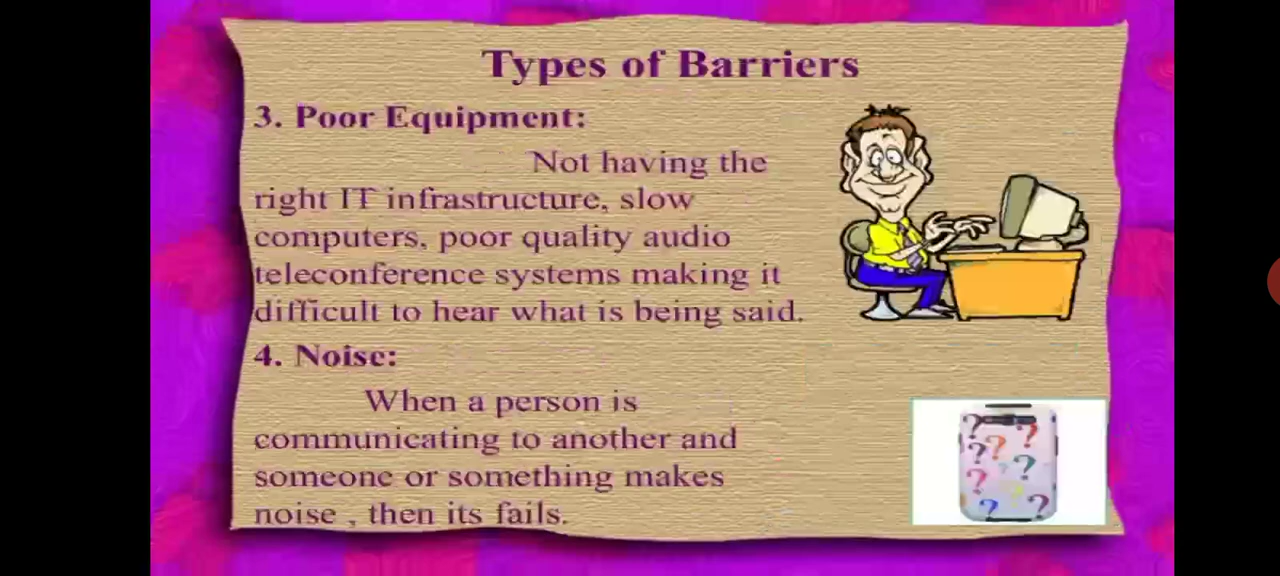 Types of Barriers
3. Poor Equipment:
Not having the
right IT infrastructure, slow
computers, poor quality audio
teleconference systems making it
difficult to hear what is being said.
4. Noise:
When a person is
communicating to another and
someone or something makes
noise , then its fails.